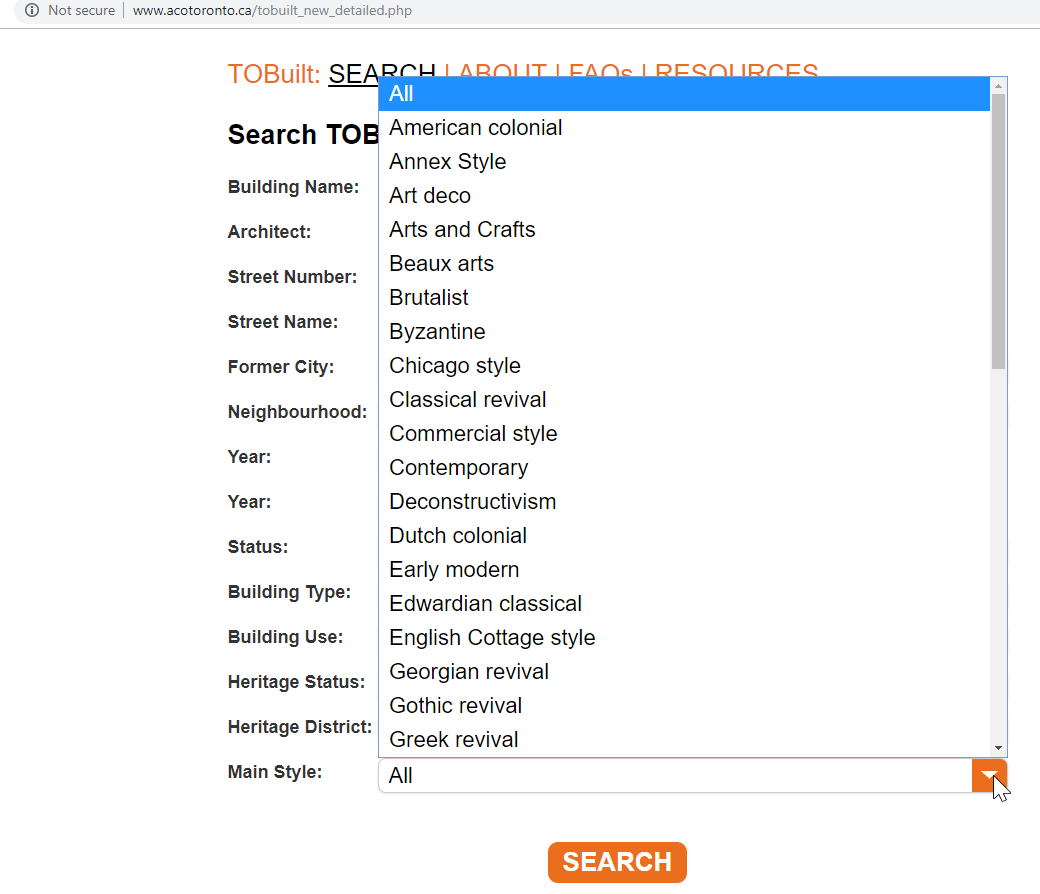 Not secure | www.acotoronto.ca/tobuilt_new_detailed.php
TOBuilt: SEARCH | ABOUT | FAQs | RESOURCES
All
American colonial
Search TOB
Annex Style
Building Name:
Art deco
Architect:
Arts and Crafts
Beaux arts
Street Number:
Brutalist
Street Name:
Byzantine
Former City:
Chicago style
Classical revival
Neighbourhood:
Commercial style
Year:
Contemporary
Year:
Deconstructivism
Dutch colonial
Status:
Early modern
Building Type:
Edwardian classical
Building Use:
English Cottage style
Heritage Status:
Georgian revival
Gothic revival
Heritage District:
Greek revival
Main Style:
All
SEARCH